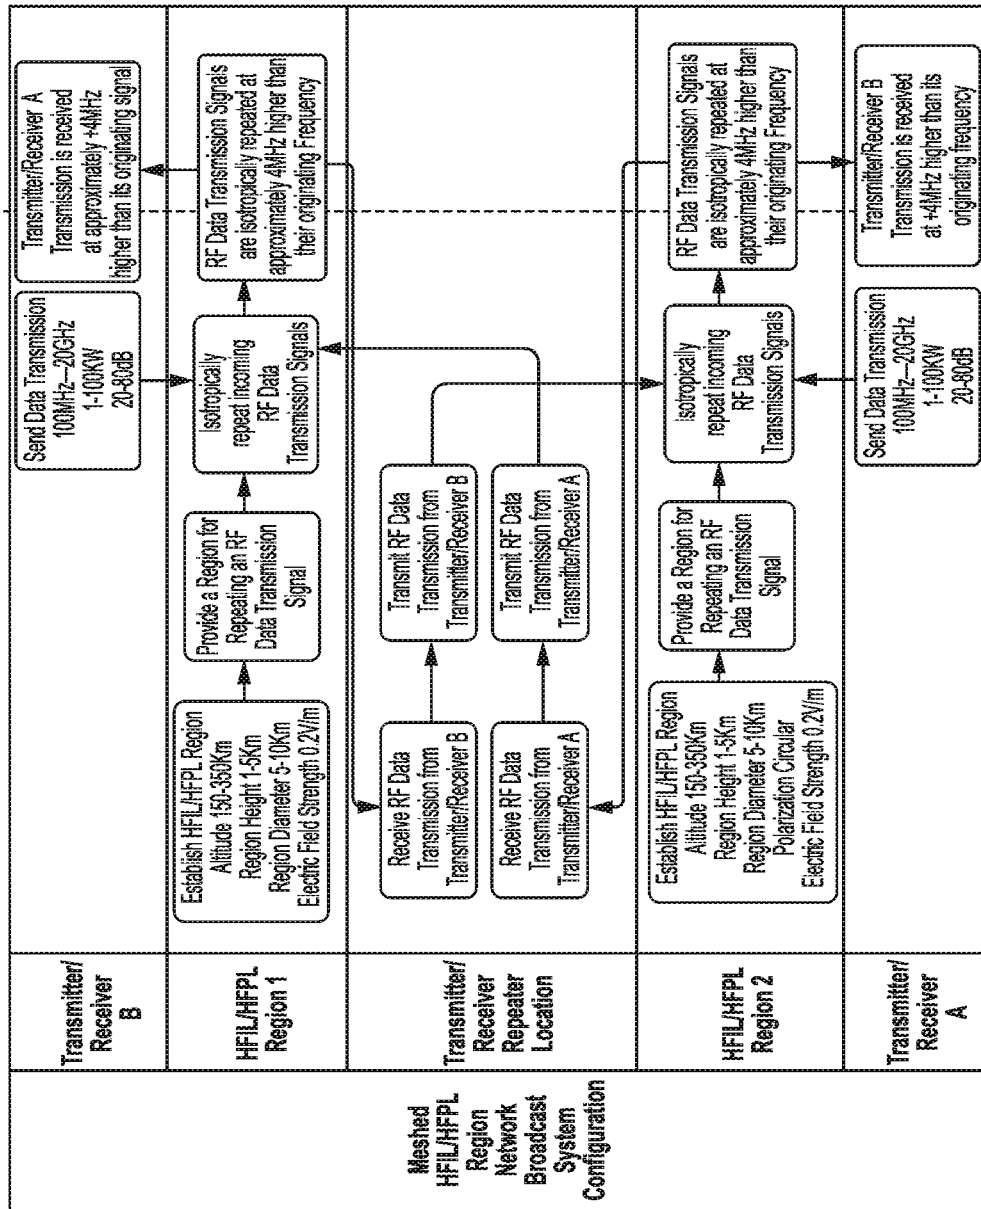 Meshed
HFIL/HFPL
Region
Network
Broadcast
System
Configuration
Transmitter/
Receiver
B
Send Data Transmission
100MHz—20GHz
1-100KW
20-80dB
Transmitter/Receiver A
Transmission is received
at approximately +4MHz
higher than its originating signal
HFIL/HFPL
Region 1
Establish HFIL/HFPL Region
Altitude 150-350Km
Region Height 1-5Km
Region Diameter 5-10Km
Electric Field Strength 0.2V/m
Provide a Region for
Repeating an RF
Data Transmission
Signal
Isotropically
repeat incoming
RF Data
Transmission Signals
RF Data Transmission Signals
are isotropically repeated at
approximately 4MHz higher than
their originating Frequency
Transmitter/
Receiver
Repeater
Location
Receive RF Data
Transmission from
Transmitter/Receiver B
Transmit RF Data
Transmission from
Transmitter/Receiver B
Receive RF Data
Transmission from
Transmitter/Receiver A
Transmit RF Data
Transmission from
Transmitter/Receiver A
HFIL/HFPL
Region 2
Establish HFIL/HFPL Region
Altitude 150-350Km
Region Height 1-5Km
Region Diameter 5-10Km
Polarization Circular
Electric Field Strength 0.2V/m
Provide a Region for
Repeating an RF
Data Transmission
Signal
Isotropically
repeat incoming
RF Data
Transmission Signals
RF Data Transmission Signals
are isotropically repeated at
approximately 4MHz higher than
their originating Frequency
Transmitter/
Receiver
A
Send Data Transmission
100MHz—20GHz
1-100KW
20-80dB
Transmitter/Receiver B
Transmission is received
at +4MHz higher than its
originating frequency